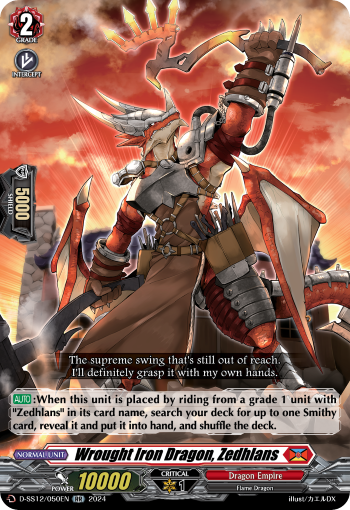 2
GRADE
INTERCEPT
5000
SHIELD
The supreme swing that's still out of reach.
I'll definitely grasp it with my own hands.
AUTO:When this unit is placed by riding from a grade 1 unit with
"Zedhlans" in its card name, search your deck for up to one Smithy
card, reveal it and put it into hand, and shuffle the deck.
NORMAL UNIT
Wrought Iron Dragon, Zedhlans
POWER 10000
CRITICAL
1
Dragon Empire
Flame Dragon
D-SS12/050EN RR 2024
illust/カエルDX